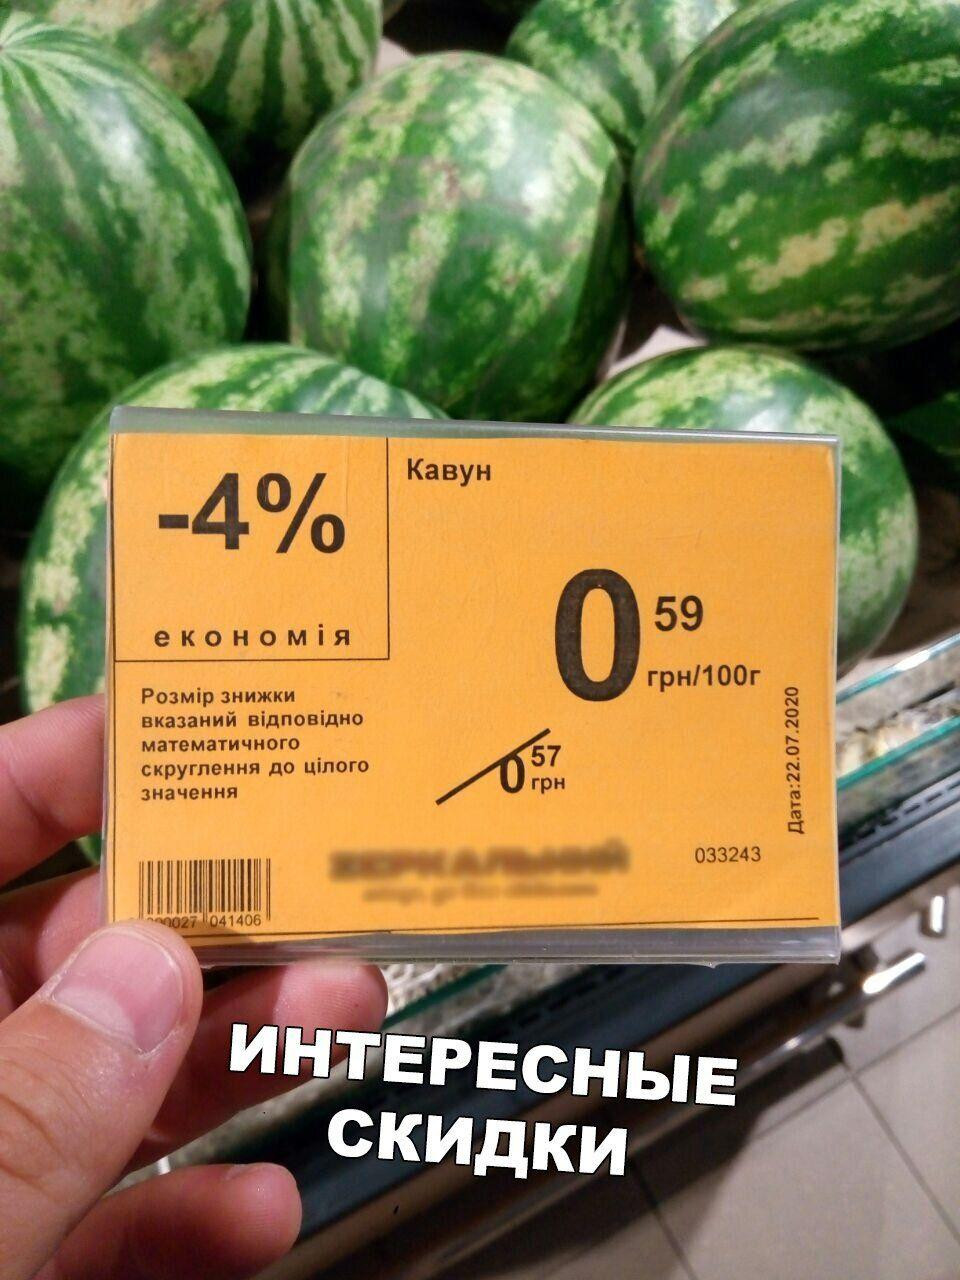 -4%
економія
Кавун
0 59
грн/100г
Розмір знижки
вказаний відповідно
математичного
скруглення до цілого
значення
0 57
грн
Дата:22.07.2020
033243
041406
ИНТЕРЕСНЫЕ
СКИДКИ